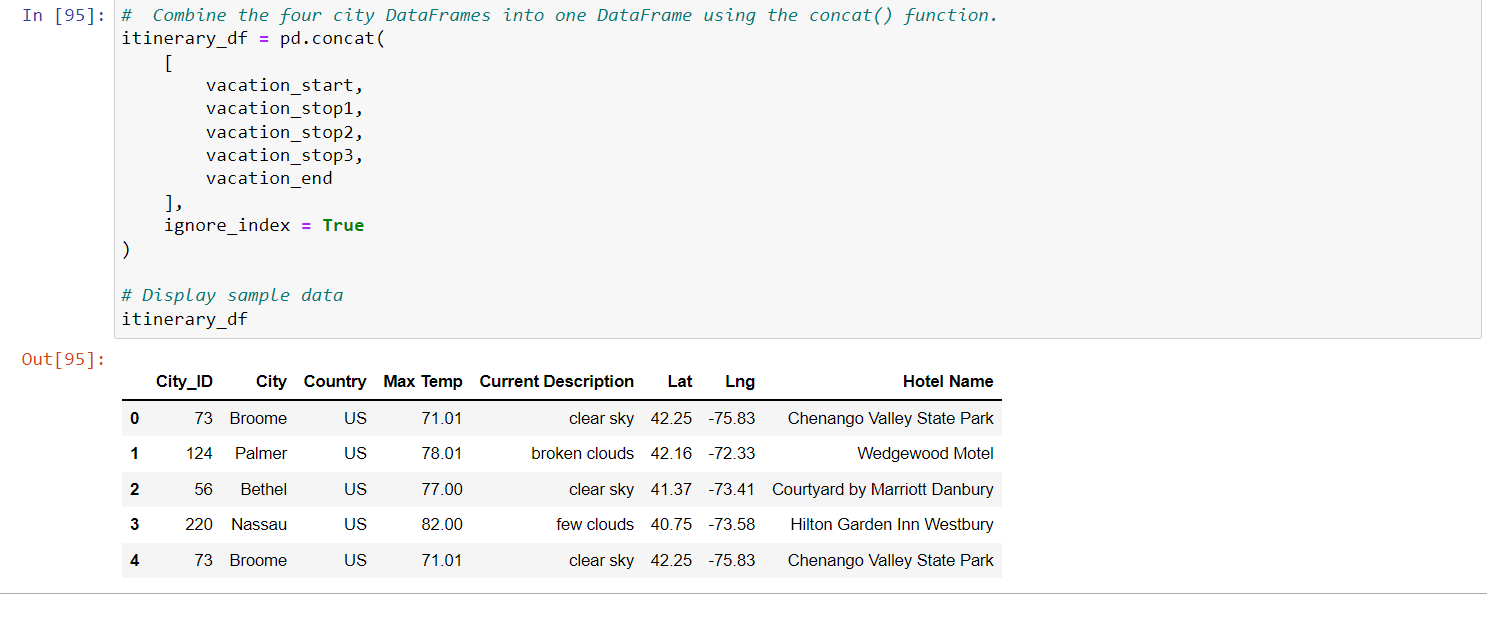 In [95]: #  Combine the four city DataFrames into one DataFrame using the concat() function.
itinerary_df = pd.concat(
    [
        vacation_start,
        vacation_stop1,
        vacation_stop2,
        vacation_stop3,
        vacation_end
    ],
    ignore_index = True
)
# Display sample data
itinerary_df
Out[95]:
City_ID City Country Max Temp Current Description Lat Lng Hotel Name
0 73 Broome US 71.01 clear sky 42.25 -75.83 Chenango Valley State Park
1 124 Palmer US 78.01 broken clouds 42.16 -72.33 Wedgewood Motel
2 56 Bethel US 77.00 clear sky 41.37 -73.41 Courtyard by Marriott Danbury
3 220 Nassau US 82.00 few clouds 40.75 -73.58 Hilton Garden Inn Westbury
4 73 Broome US 71.01 clear sky 42.25 -75.83 Chenango Valley State Park